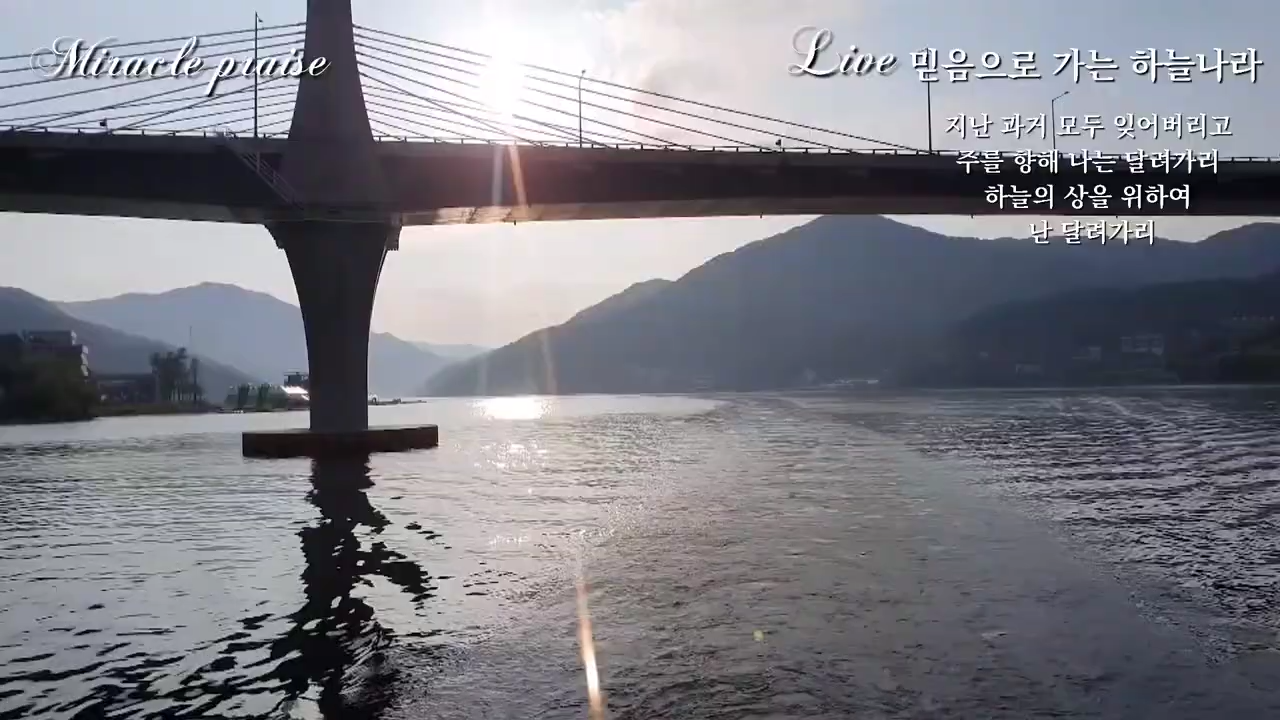 Miracle praise
Live 믿음으로 가는 하늘나라
지난 과거 모두 잊어버리고
주를 향해 나는 달려가리
하늘의 상을 위하여
난 달려가리